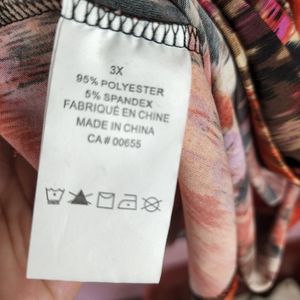 3X
95% POLYESTER
5% SPANDEX
FABRIQUÉ EN CHINE
MADE IN CHINA
CA # 00655